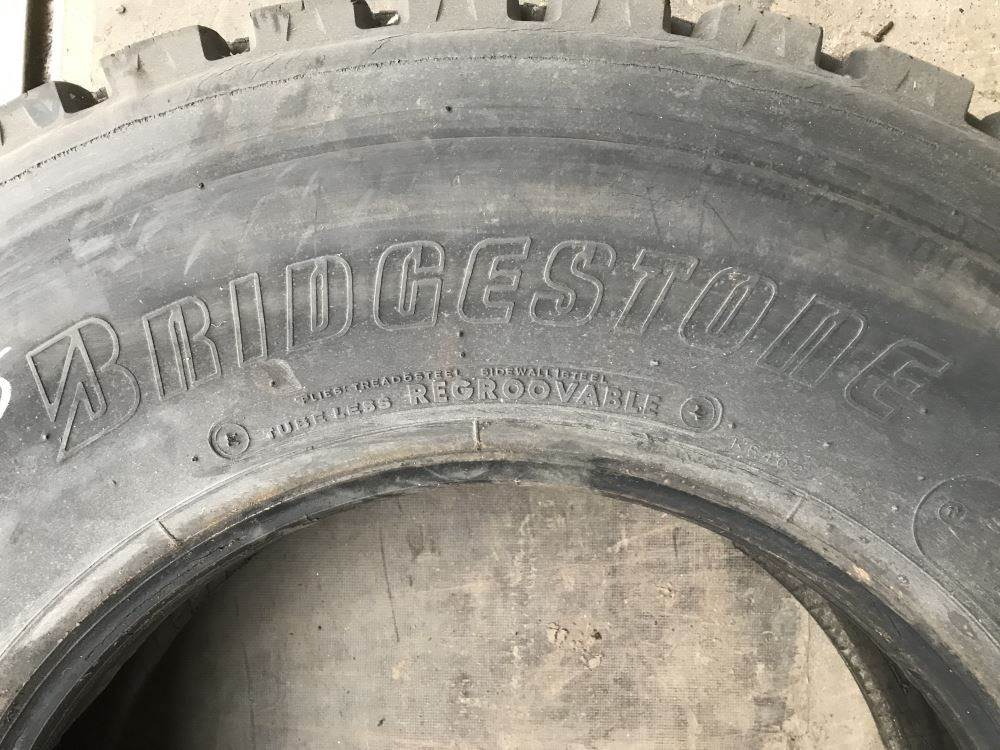 BRIDGESTONE
PLIES: TREAD 5 STEEL SIDEWALL 1 STEEL
TUBELESS REGROOVABLE